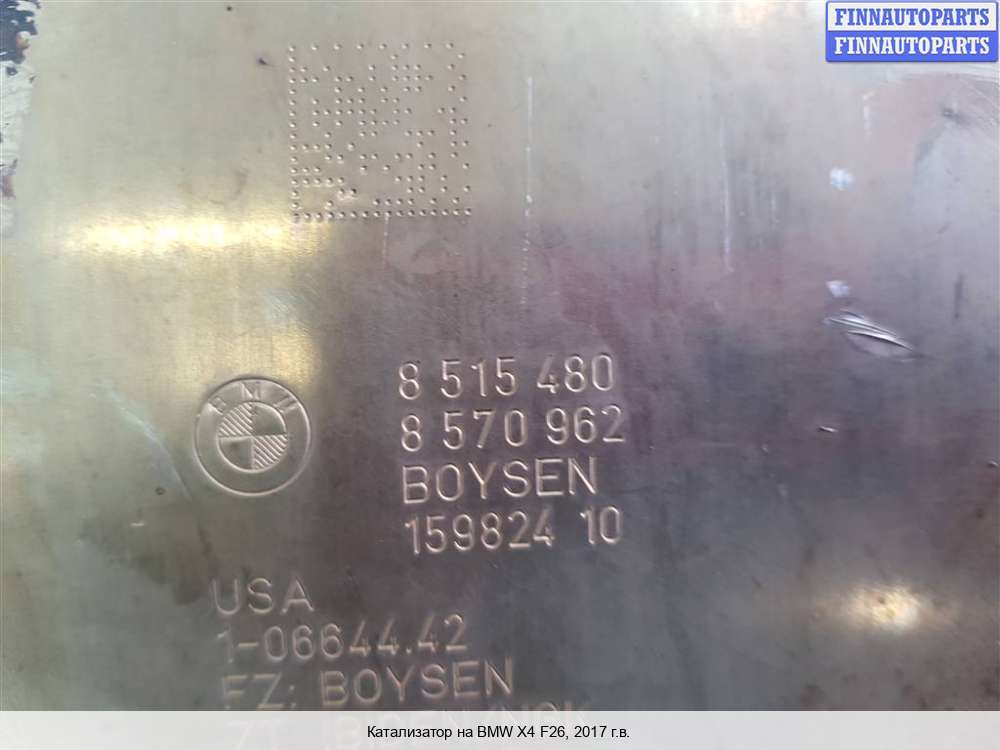 FINNAUTOPARTS
FINNAUTOPARTS
BMW
8 515 480
8 570 962
BOYSEN
159824 10
USA
1-06644.42
FZ: BOYSEN
Катализатор на BMW X4 F26, 2017 г.в.